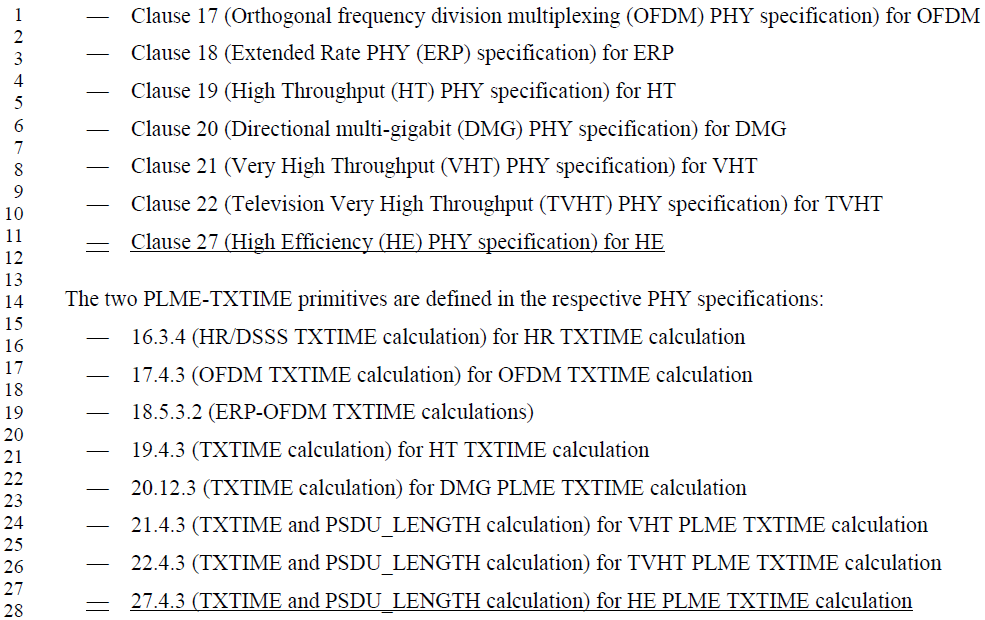 1 — Clause 17 (Orthogonal frequency division multiplexing (OFDM) PHY specification) for OFDM
2
3 — Clause 18 (Extended Rate PHY (ERP) specification) for ERP
4 — Clause 19 (High Throughput (HT) PHY specification) for HT
5
6 — Clause 20 (Directional multi-gigabit (DMG) PHY specification) for DMG
7
8 — Clause 21 (Very High Throughput (VHT) PHY specification) for VHT
9
10 — Clause 22 (Television Very High Throughput (TVHT) PHY specification) for TVHT
11 — Clause 27 (High Efficiency (HE) PHY specification) for HE
12
13
14 The two PLME-TXTIME primitives are defined in the respective PHY specifications:
15
16 — 16.3.4 (HR/DSSS TXTIME calculation) for HR TXTIME calculation
17 — 17.4.3 (OFDM TXTIME calculation) for OFDM TXTIME calculation
18
19 — 18.5.3.2 (ERP-OFDM TXTIME calculations)
20
21 — 19.4.3 (TXTIME calculation) for HT TXTIME calculation
22 — 20.12.3 (TXTIME calculation) for DMG PLME TXTIME calculation
23
24 — 21.4.3 (TXTIME and PSDU_LENGTH calculation) for VHT PLME TXTIME calculation
25
26 — 22.4.3 (TXTIME and PSDU_LENGTH calculation) for TVHT PLME TXTIME calculation
27
28 — 27.4.3 (TXTIME and PSDU_LENGTH calculation) for HE PLME TXTIME calculation